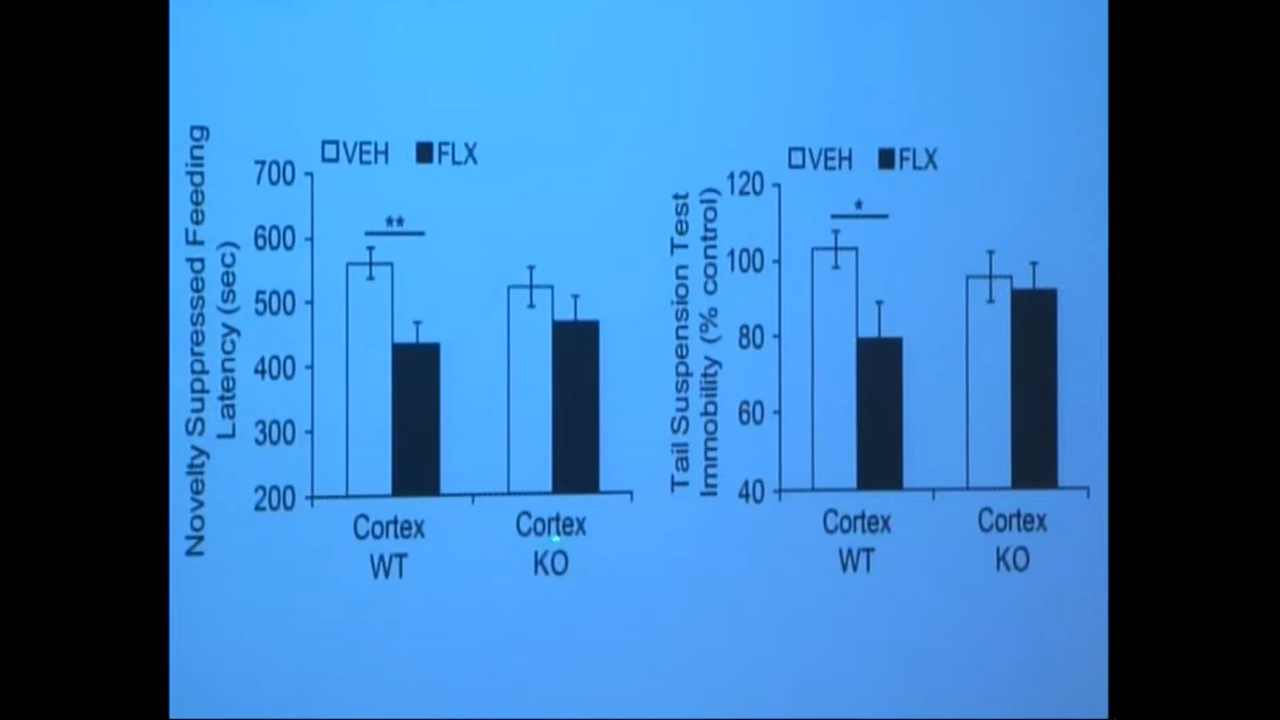 Novelty Suppressed Feeding
Latency (sec)
VEH FLX
700
600
500
400
300
200
**
Cortex
WT
Cortex
KO
Tail Suspension Test
Immobility (% control)
VEH FLX
120
100
80
60
40
*
Cortex
WT
Cortex
KO